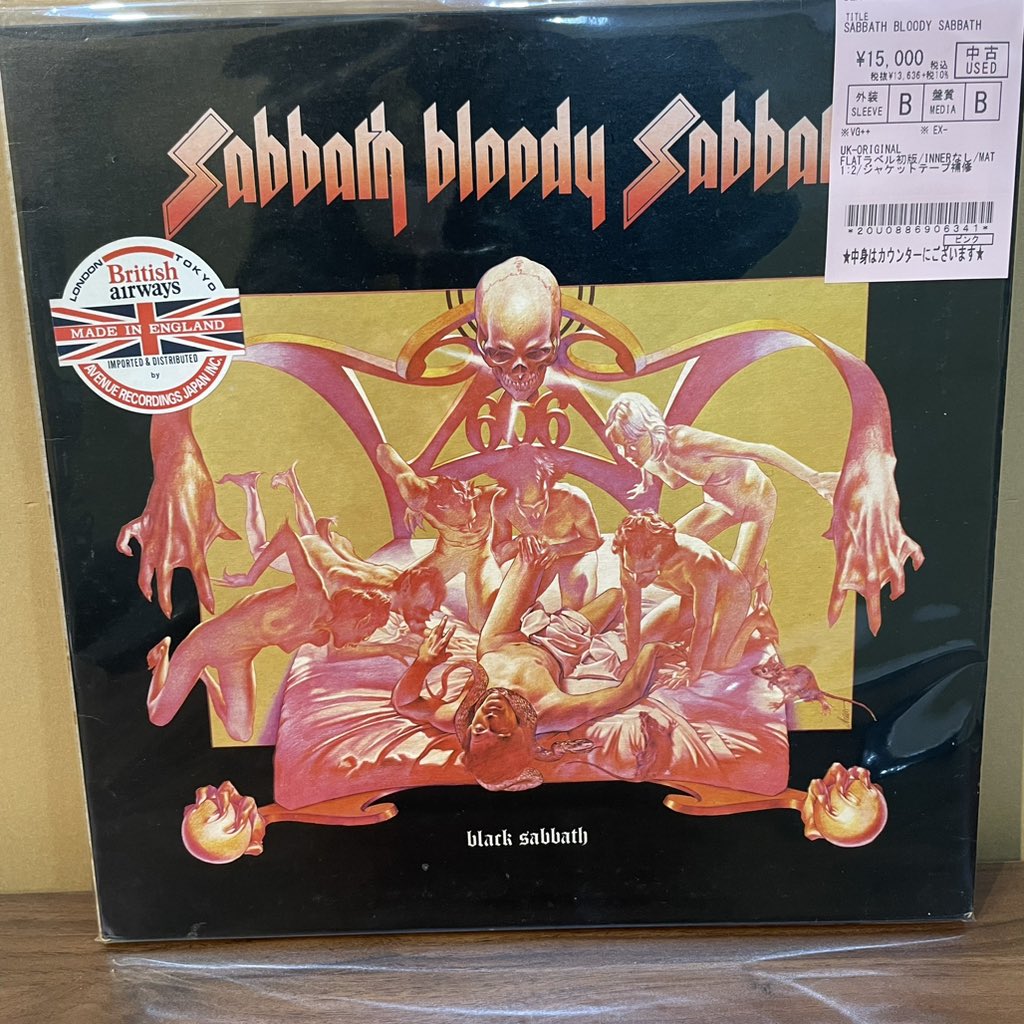 TITLE
SABBATH BLOODY SABBATH
¥15,000 税込
税抜¥13,636+税10%
中古
USED
外装
SLEEVE
B
盤質
MEDIA
B
※VG++ ※EX-
UK-ORIGINAL
FLATラベル初版/INNERなし/MAT
1:2/ジャケットテープ補修
*20U0886906341*
ピンク
★中身はカウンターにございます★
Sabbath bloody Sabbat
LONDON TOKYO
British
airways
MADE IN ENGLAND
IMPORTED & DISTRIBUTED
by
AVENUE RECORDINGS JAPAN INC.
666
black sabbath